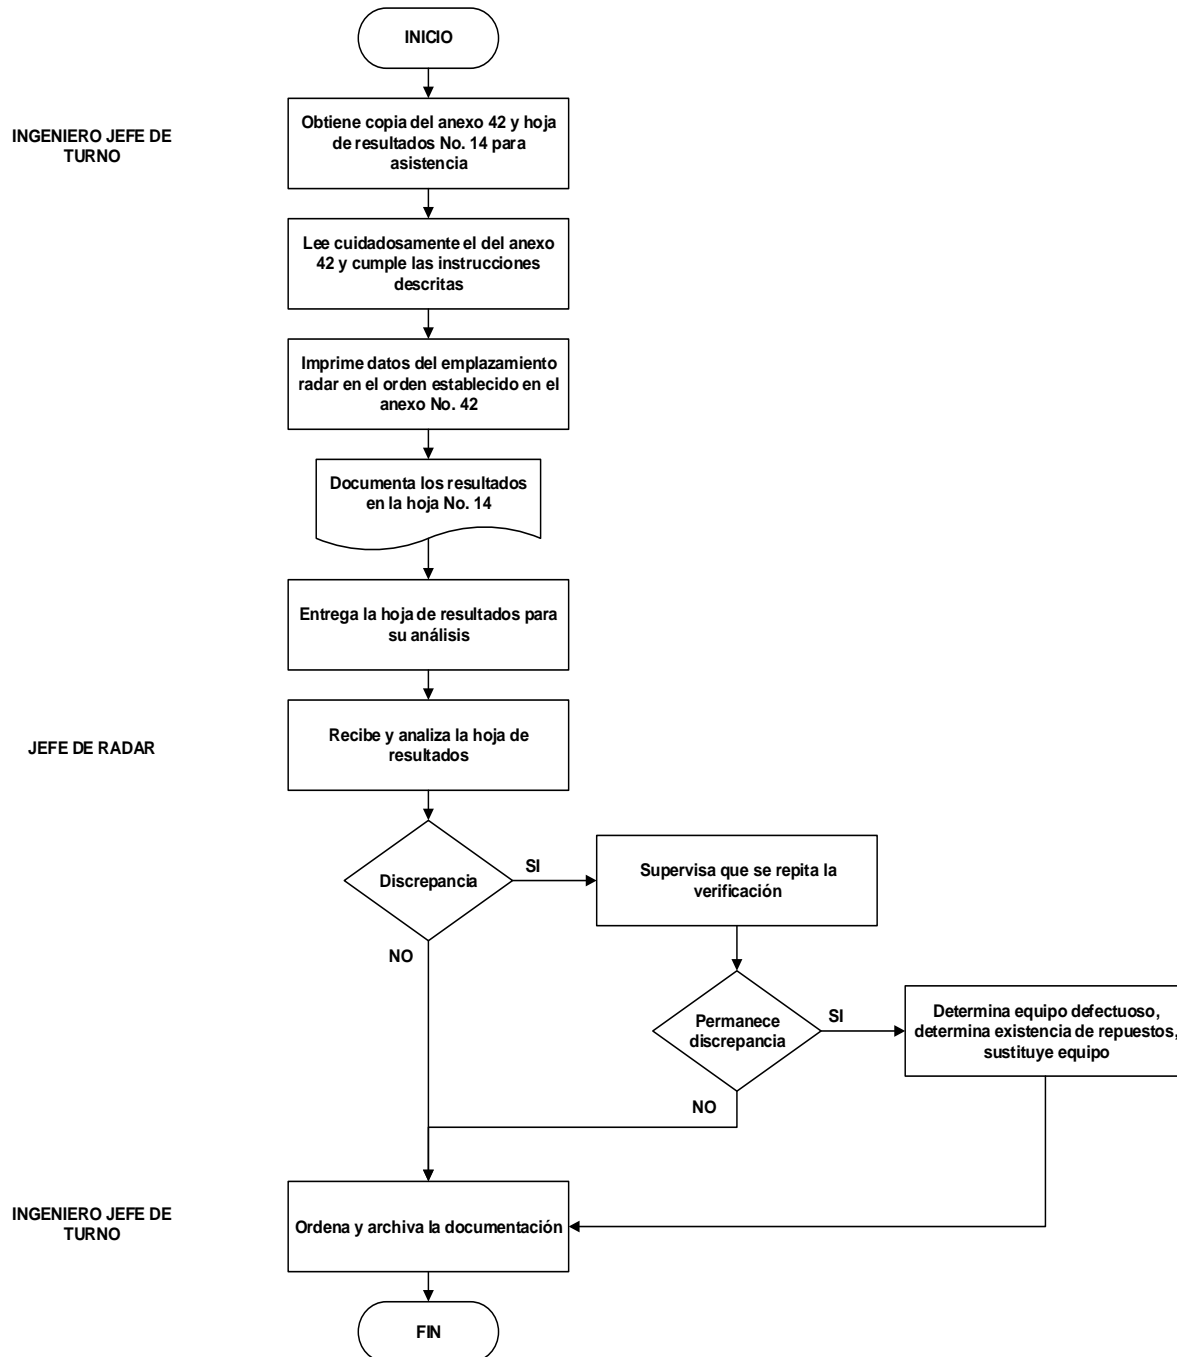 INICIO
INGENIERO JEFE DE
TURNO
Obtiene copia del anexo 42 y hoja
de resultados No. 14 para
asistencia
Lee cuidadosamente el del anexo
42 y cumple las instrucciones
descritas
Imprime datos del emplazamiento
radar en el orden establecido en el
anexo No. 42
Documenta los resultados
en la hoja No. 14
Entrega la hoja de resultados para
su análisis
JEFE DE RADAR
Recibe y analiza la hoja de
resultados
Discrepancia
SI
Supervisa que se repita la
verificación
NO
Permanece
discrepancia
SI
Determina equipo defectuoso,
determina existencia de repuestos,
sustituye equipo
NO
INGENIERO JEFE DE
TURNO
Ordena y archiva la documentación
FIN